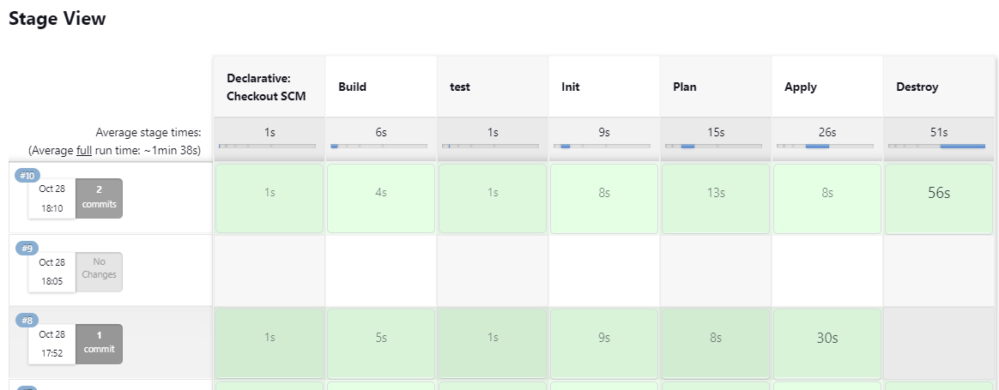 Stage View
Declarative:
Checkout SCM
Build
test
Init
Plan
Apply
Destroy
Average stage times:
(Average full run time: ~1min 38s)
1s
6s
1s
9s
15s
26s
51s
#10
Oct 28
18:10
2
commits
1s
4s
1s
8s
13s
8s
56s
#9
Oct 28
18:05
No
Changes
#8
Oct 28
17:52
1
commit
1s
5s
1s
9s
8s
30s